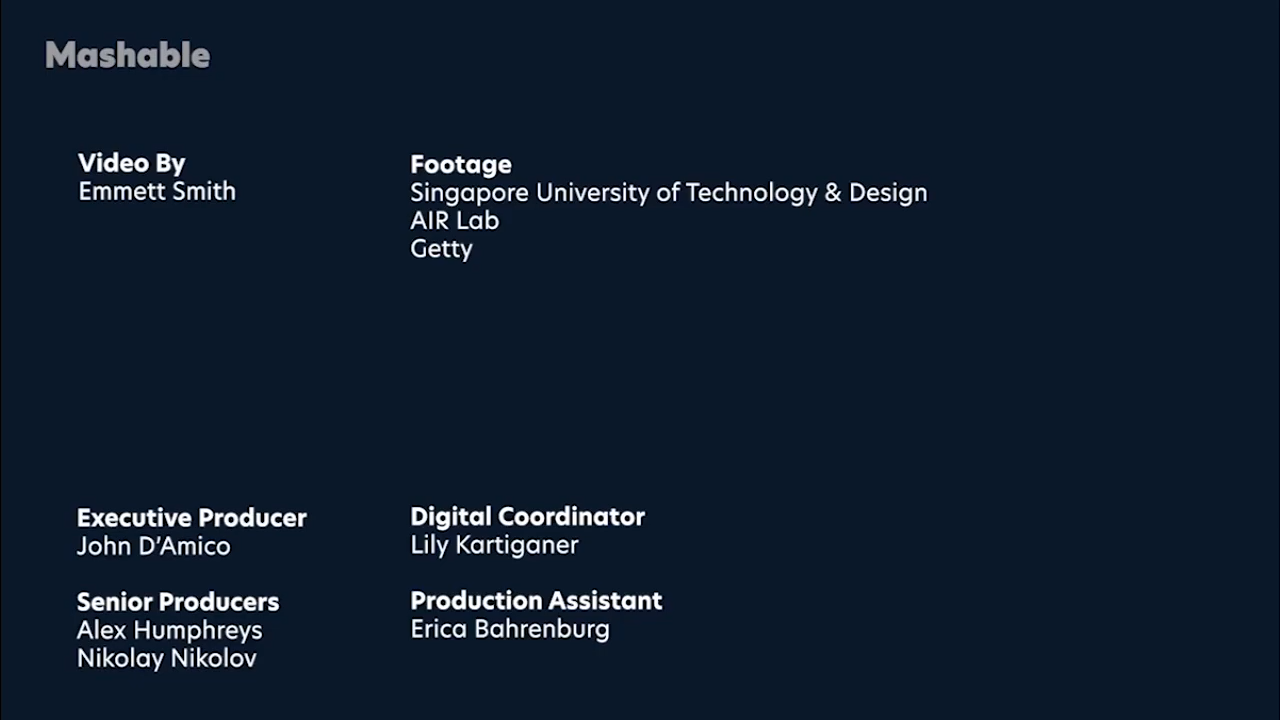 Mashable
Video By
Emmett Smith
Footage
Singapore University of Technology & Design
AIR Lab
Getty
Executive Producer
John D’Amico
Senior Producers
Alex Humphreys
Nikolay Nikolov
Digital Coordinator
Lily Kartiganer
Production Assistant
Erica Bahrenburg